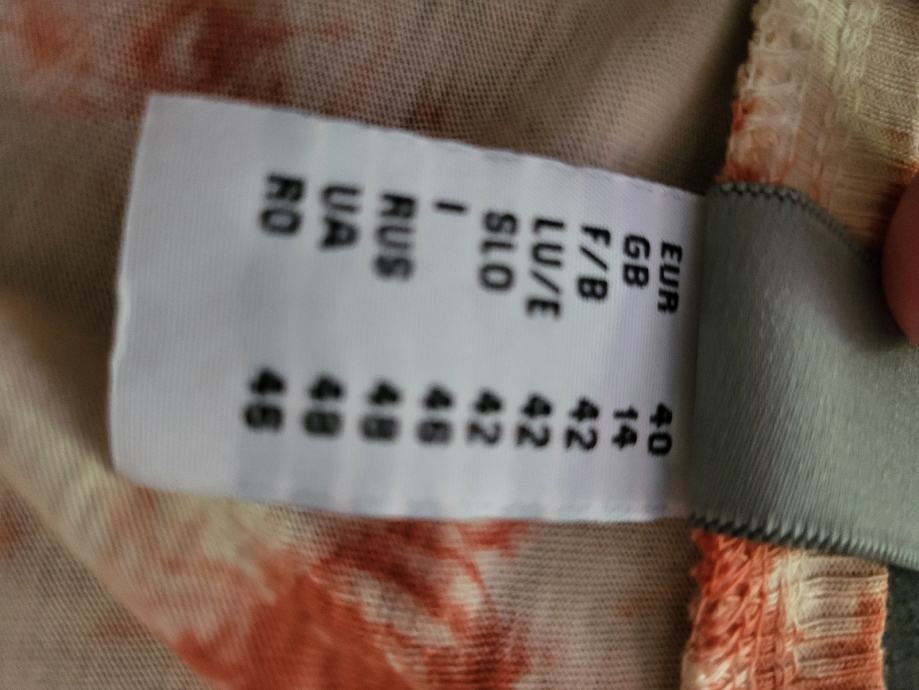 EUR 40
GB 14
F/B 42
LU/E 42
SLO 42
I 46
RUS 48
UA 48
RO 46